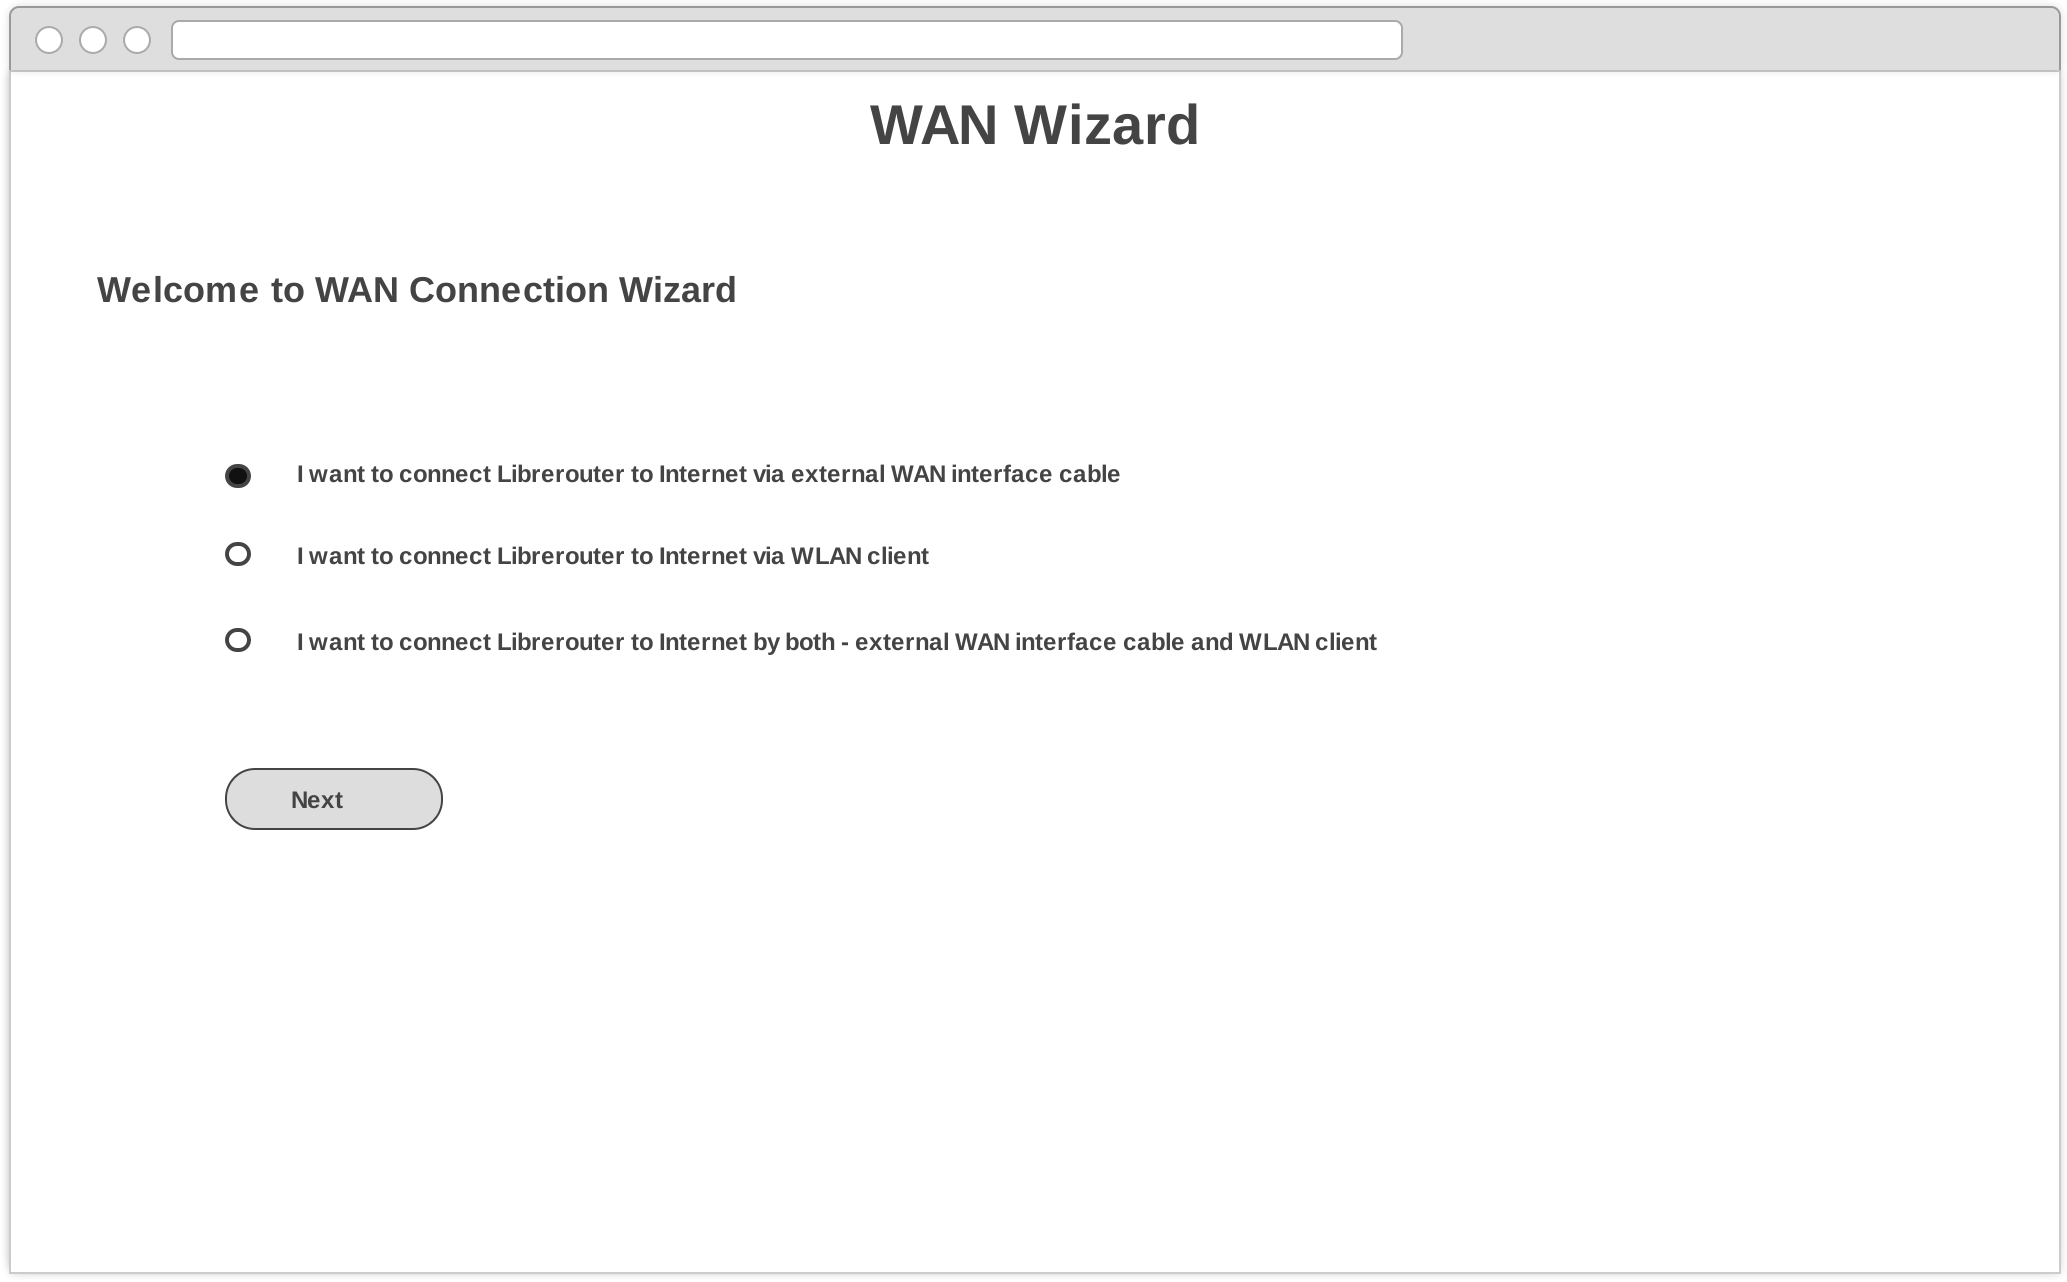 WAN Wizard
Welcome to WAN Connection Wizard
I want to connect Librerouter to Internet via external WAN interface cable
I want to connect Librerouter to Internet via WLAN client
I want to connect Librerouter to Internet by both - external WAN interface cable and WLAN client
Next